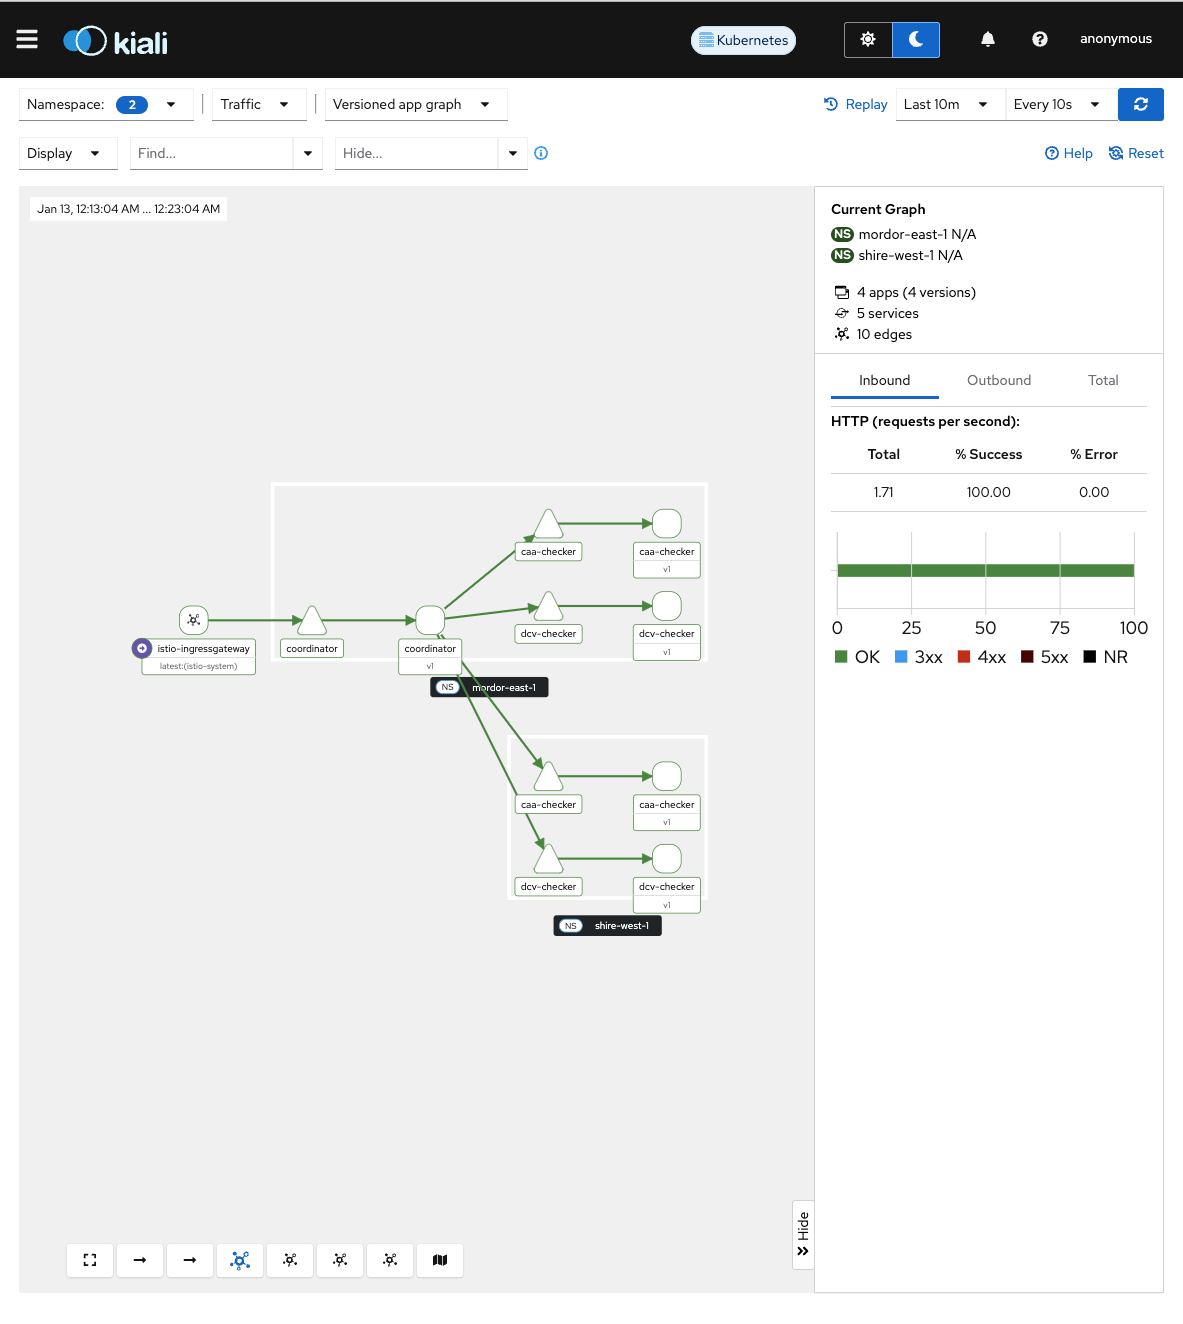 kiali
Kubernetes
anonymous
Namespace: 2
Traffic
Versioned app graph
Replay
Last 10m
Every 10s
Display
Find...
Hide...
Help
Reset
Jan 13, 12:13:04 AM ... 12:23:04 AM
caa-checker
caa-checker
v1
dcv-checker
dcv-checker
v1
istio-ingressgateway
latest:(istio-system)
coordinator
coordinator
v1
NS mordor-east-1
caa-checker
caa-checker
v1
dcv-checker
dcv-checker
v1
NS shire-west-1
Hide
Current Graph
NS mordor-east-1 N/A
NS shire-west-1 N/A
4 apps (4 versions)
5 services
10 edges
Inbound Outbound Total
HTTP (requests per second):
Total % Success % Error
1.71 100.00 0.00
0 25 50 75 100
OK 3xx 4xx 5xx NR